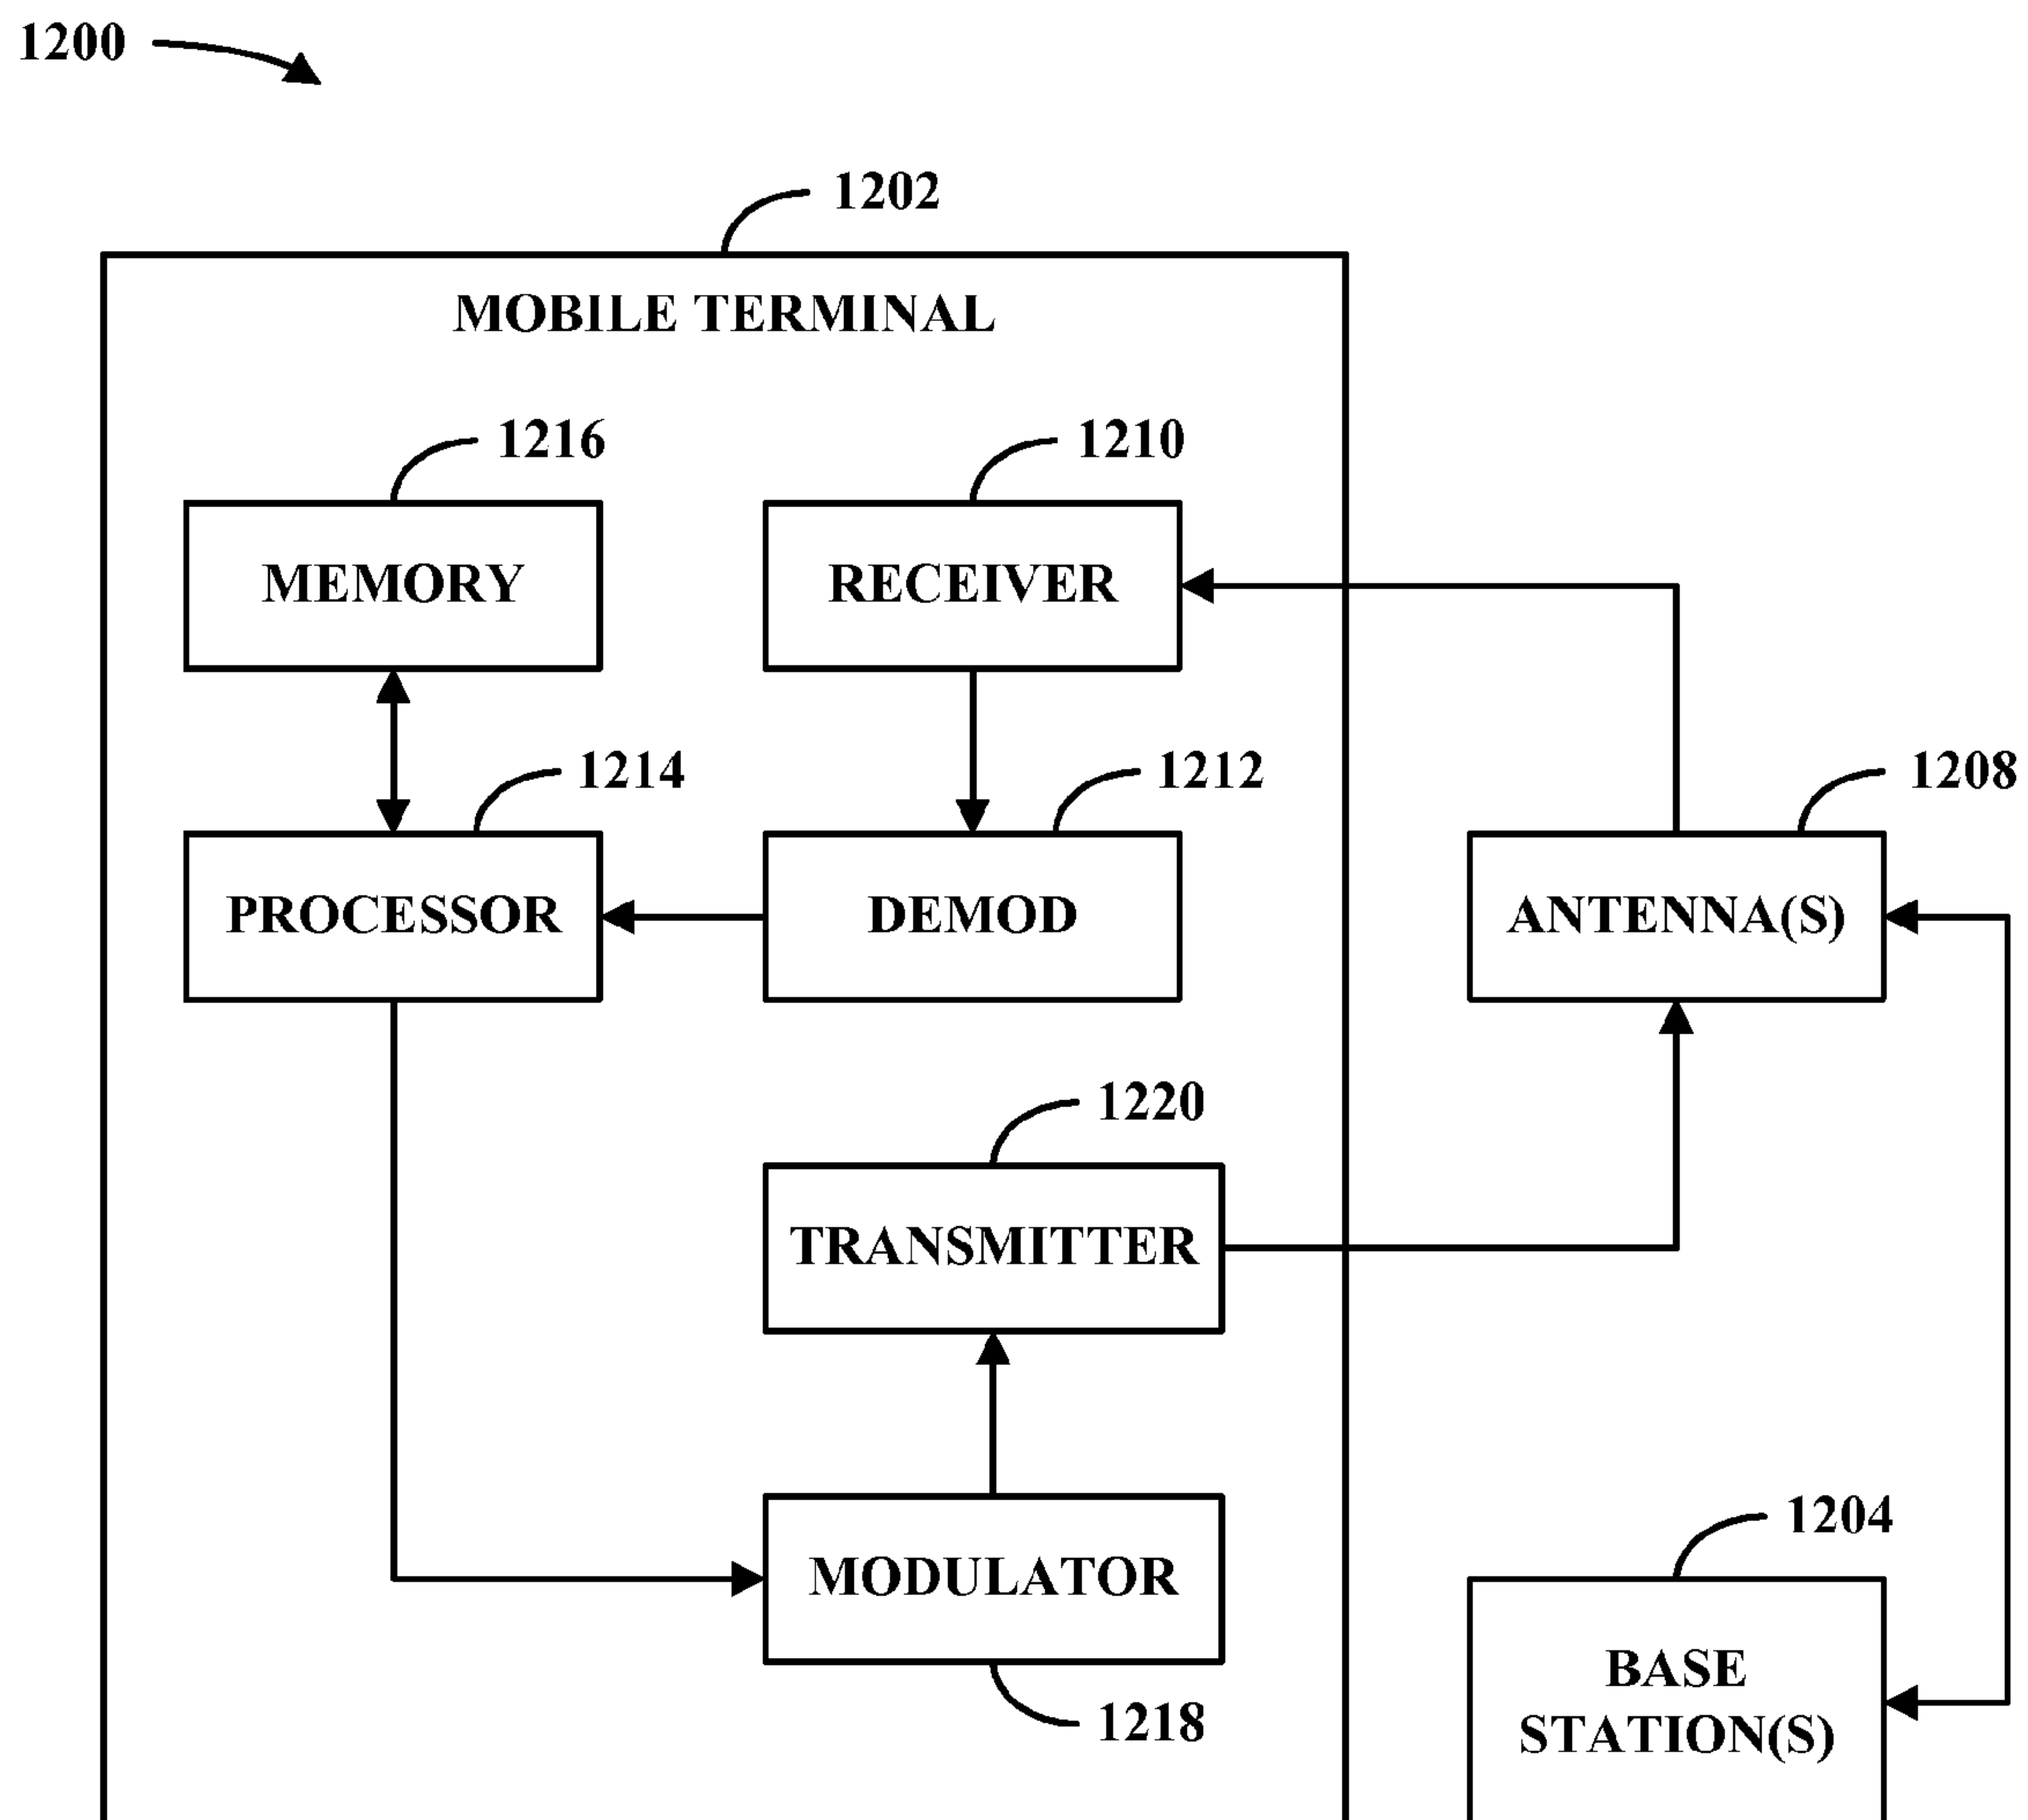 1200
1202
MOBILE TERMINAL
1216
1210
MEMORY
RECEIVER
1214
1212
1208
PROCESSOR
DEMOD
ANTENNA(S)
1220
TRANSMITTER
1204
MODULATOR
BASE
STATION(S)
1218